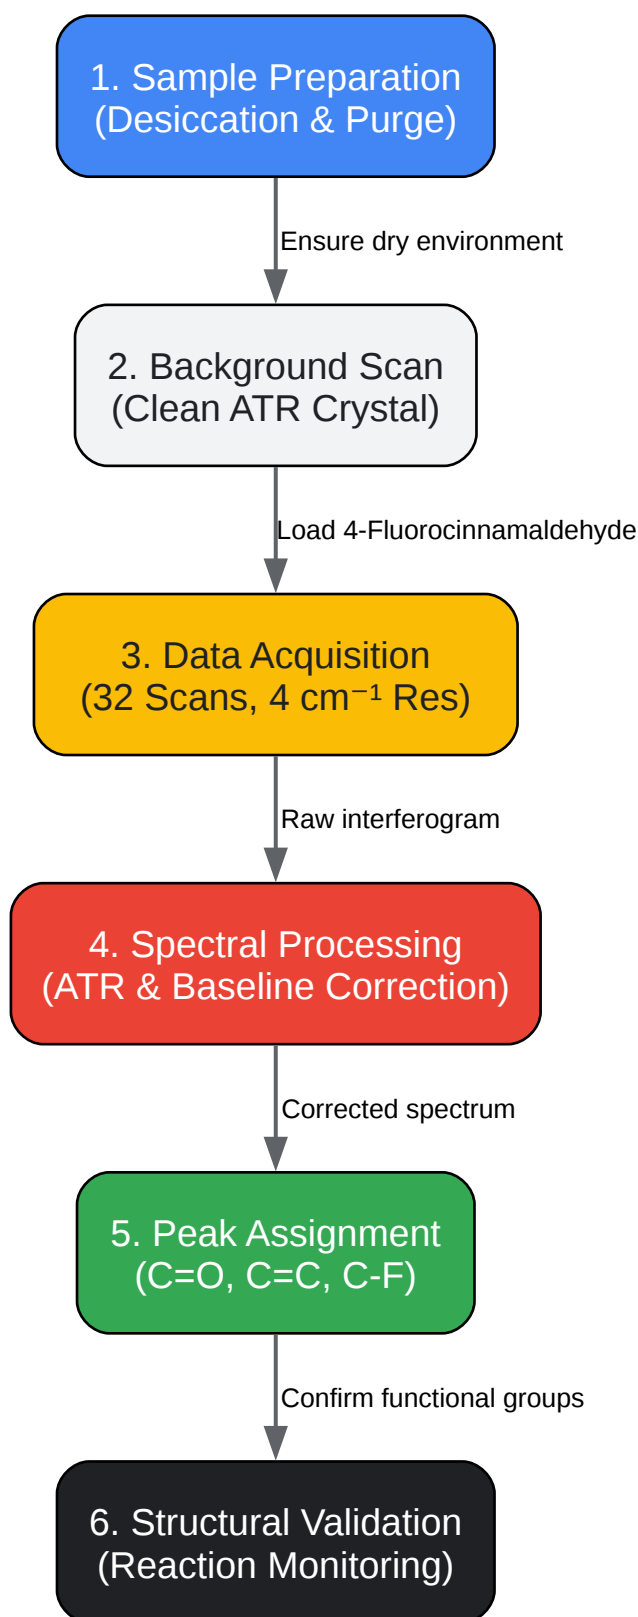 1. Sample Preparation
(Desiccation & Purge)
Ensure dry environment
2. Background Scan
(Clean ATR Crystal)
Load 4-Fluorocinnamaldehyde
3. Data Acquisition
(32 Scans, 4 cm⁻¹ Res)
Raw interferogram
4. Spectral Processing
(ATR & Baseline Correction)
Corrected spectrum
5. Peak Assignment
(C=O, C=C, C-F)
Confirm functional groups
6. Structural Validation
(Reaction Monitoring)